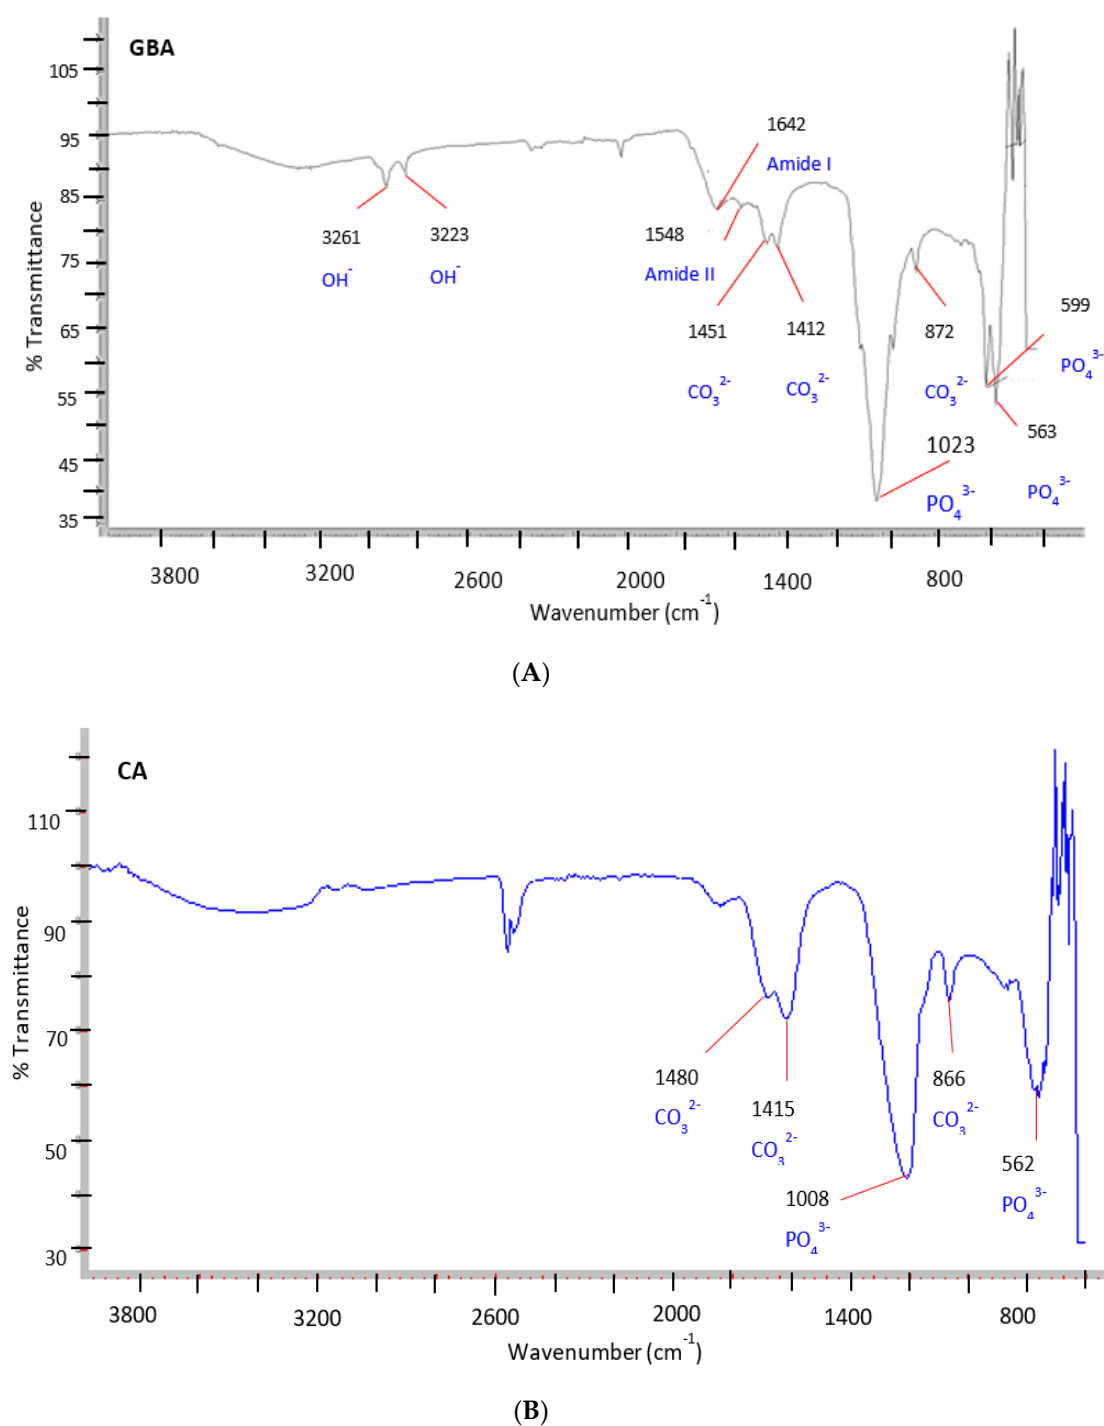 GBA
105
95
85
75
65
55
45
35
% Transmittance
1642
Amide I
3261
OH⁻
3223
OH⁻
1548
Amide II
1451
CO₃²⁻
1412
CO₃²⁻
872
CO₃²⁻
599
PO₄³⁻
563
PO₄³⁻
1023
PO₄³⁻
3800 3200 2600 2000 1400 800
Wavenumber (cm⁻¹)
(A)
CA
110
90
70
50
30
% Transmittance
1480
CO₃²⁻
1415
CO₃²⁻
866
CO₃²⁻
1008
PO₄³⁻
562
PO₄³⁻
3800 3200 2600 2000 1400 800
Wavenumber (cm⁻¹)
(B)